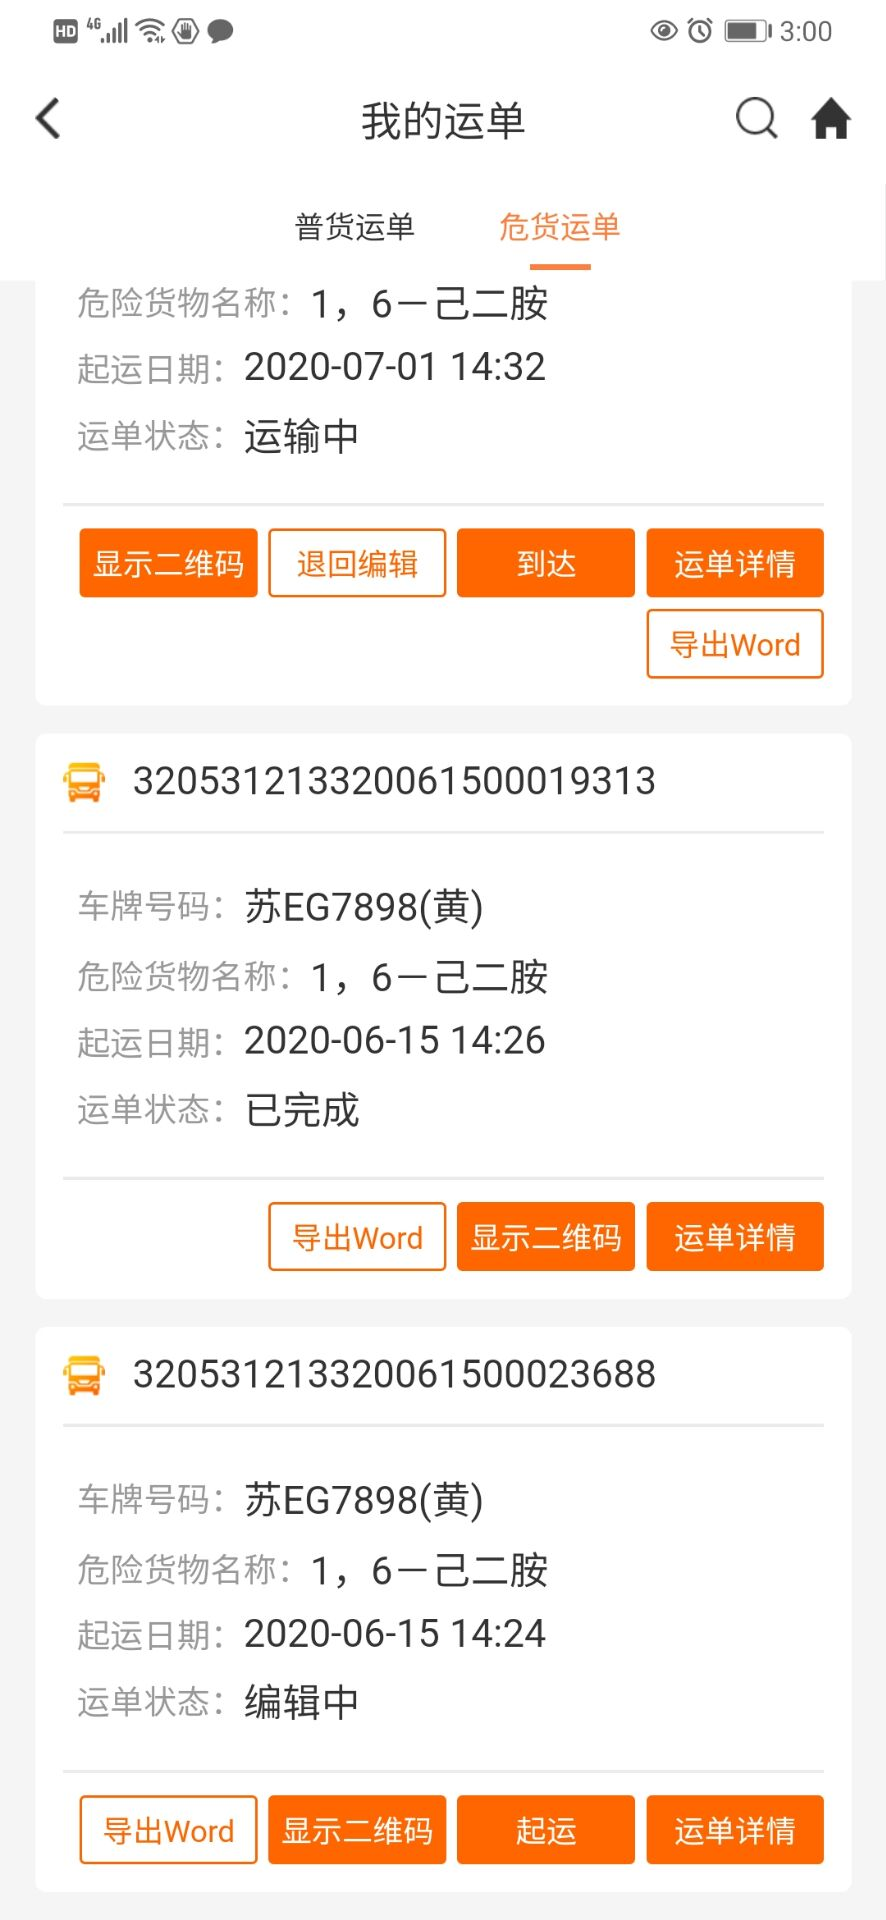 HD 4G 3:00
我的运单
普货运单 危货运单
危险货物名称：1，6－己二胺
起运日期：2020-07-01 14:32
运单状态：运输中
显示二维码 退回编辑 到达 运单详情
导出Word
320531213320061500019313
车牌号码：苏EG7898(黄)
危险货物名称：1，6－己二胺
起运日期：2020-06-15 14:26
运单状态：已完成
导出Word 显示二维码 运单详情
320531213320061500023688
车牌号码：苏EG7898(黄)
危险货物名称：1，6－己二胺
起运日期：2020-06-15 14:24
运单状态：编辑中
导出Word 显示二维码 起运 运单详情